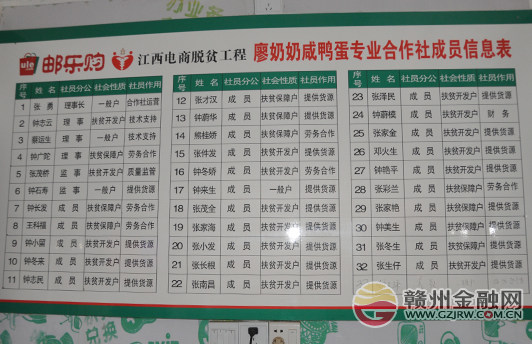 ule 邮乐购 江西电商脱贫工程 廖奶奶咸鸭蛋专业合作社成员信息表
序号 姓名 社员分公 社会性质 社员作用
1 张勇 理事长 一般户 合作社运营
2 钟志云 理事 扶贫开发户 技术支持
3 蔡运生 理事 一般户 技术支持
4 钟广陀 理事 扶贫保障户 劳务合作
5 张茂桥 监事 扶贫开发户 质量监管
6 钟石寿 监事 一般户 提供货源
7 钟长发 成员 扶贫保障户 劳务合作
8 王科福 成员 扶贫保障户 劳务合作
9 钟小留 成员 扶贫开发户 提供货源
10 钟冬来 成员 扶贫开发户 提供货源
11 钟志民 成员 扶贫开发户 提供货源
序号 姓名 社员分公 社会性质 社员作用
12 张才汉 成员 扶贫保障户 提供货源
13 钟蔚华 成员 扶贫保障户 提供货源
14 熊桂娇 成员 扶贫开发户 劳务合作
15 张件发 成员 扶贫开发户 提供货源
16 钟冬娇 成员 扶贫开发户 劳务合作
17 钟来生 成员 一般户 提供货源
18 张茂全 成员 扶贫开发户 提供货源
19 张家海 成员 扶贫开发户 提供货源
20 张小发 成员 扶贫开发户 提供货源
21 张长根 成员 扶贫开发户 提供货源
22 张南昌 成员 扶贫开发户 提供货源
序号 姓名 社员分公 社会性质 社员作用
23 张泽民 成员 扶贫开发户 提供货源
24 钟蔚模 成员 扶贫开发户 财务
25 张家金 成员 扶贫开发户 提供货源
26 邓火生 成员 扶贫开发户 提供货源
27 钟艳平 成员 扶贫开发户 提供货源
28 张彩兰 成员 扶贫保障户 劳务合作
29 张家艳 成员 扶贫保障户 提供货源
30 钟美生 成员 扶贫开发户 提供货源
31 张冬生 成员 扶贫开发户 提供货源
32 张生仔 成员 扶贫开发户 提供货源
赣州金融网
WWW.GZJRW.COM.CN